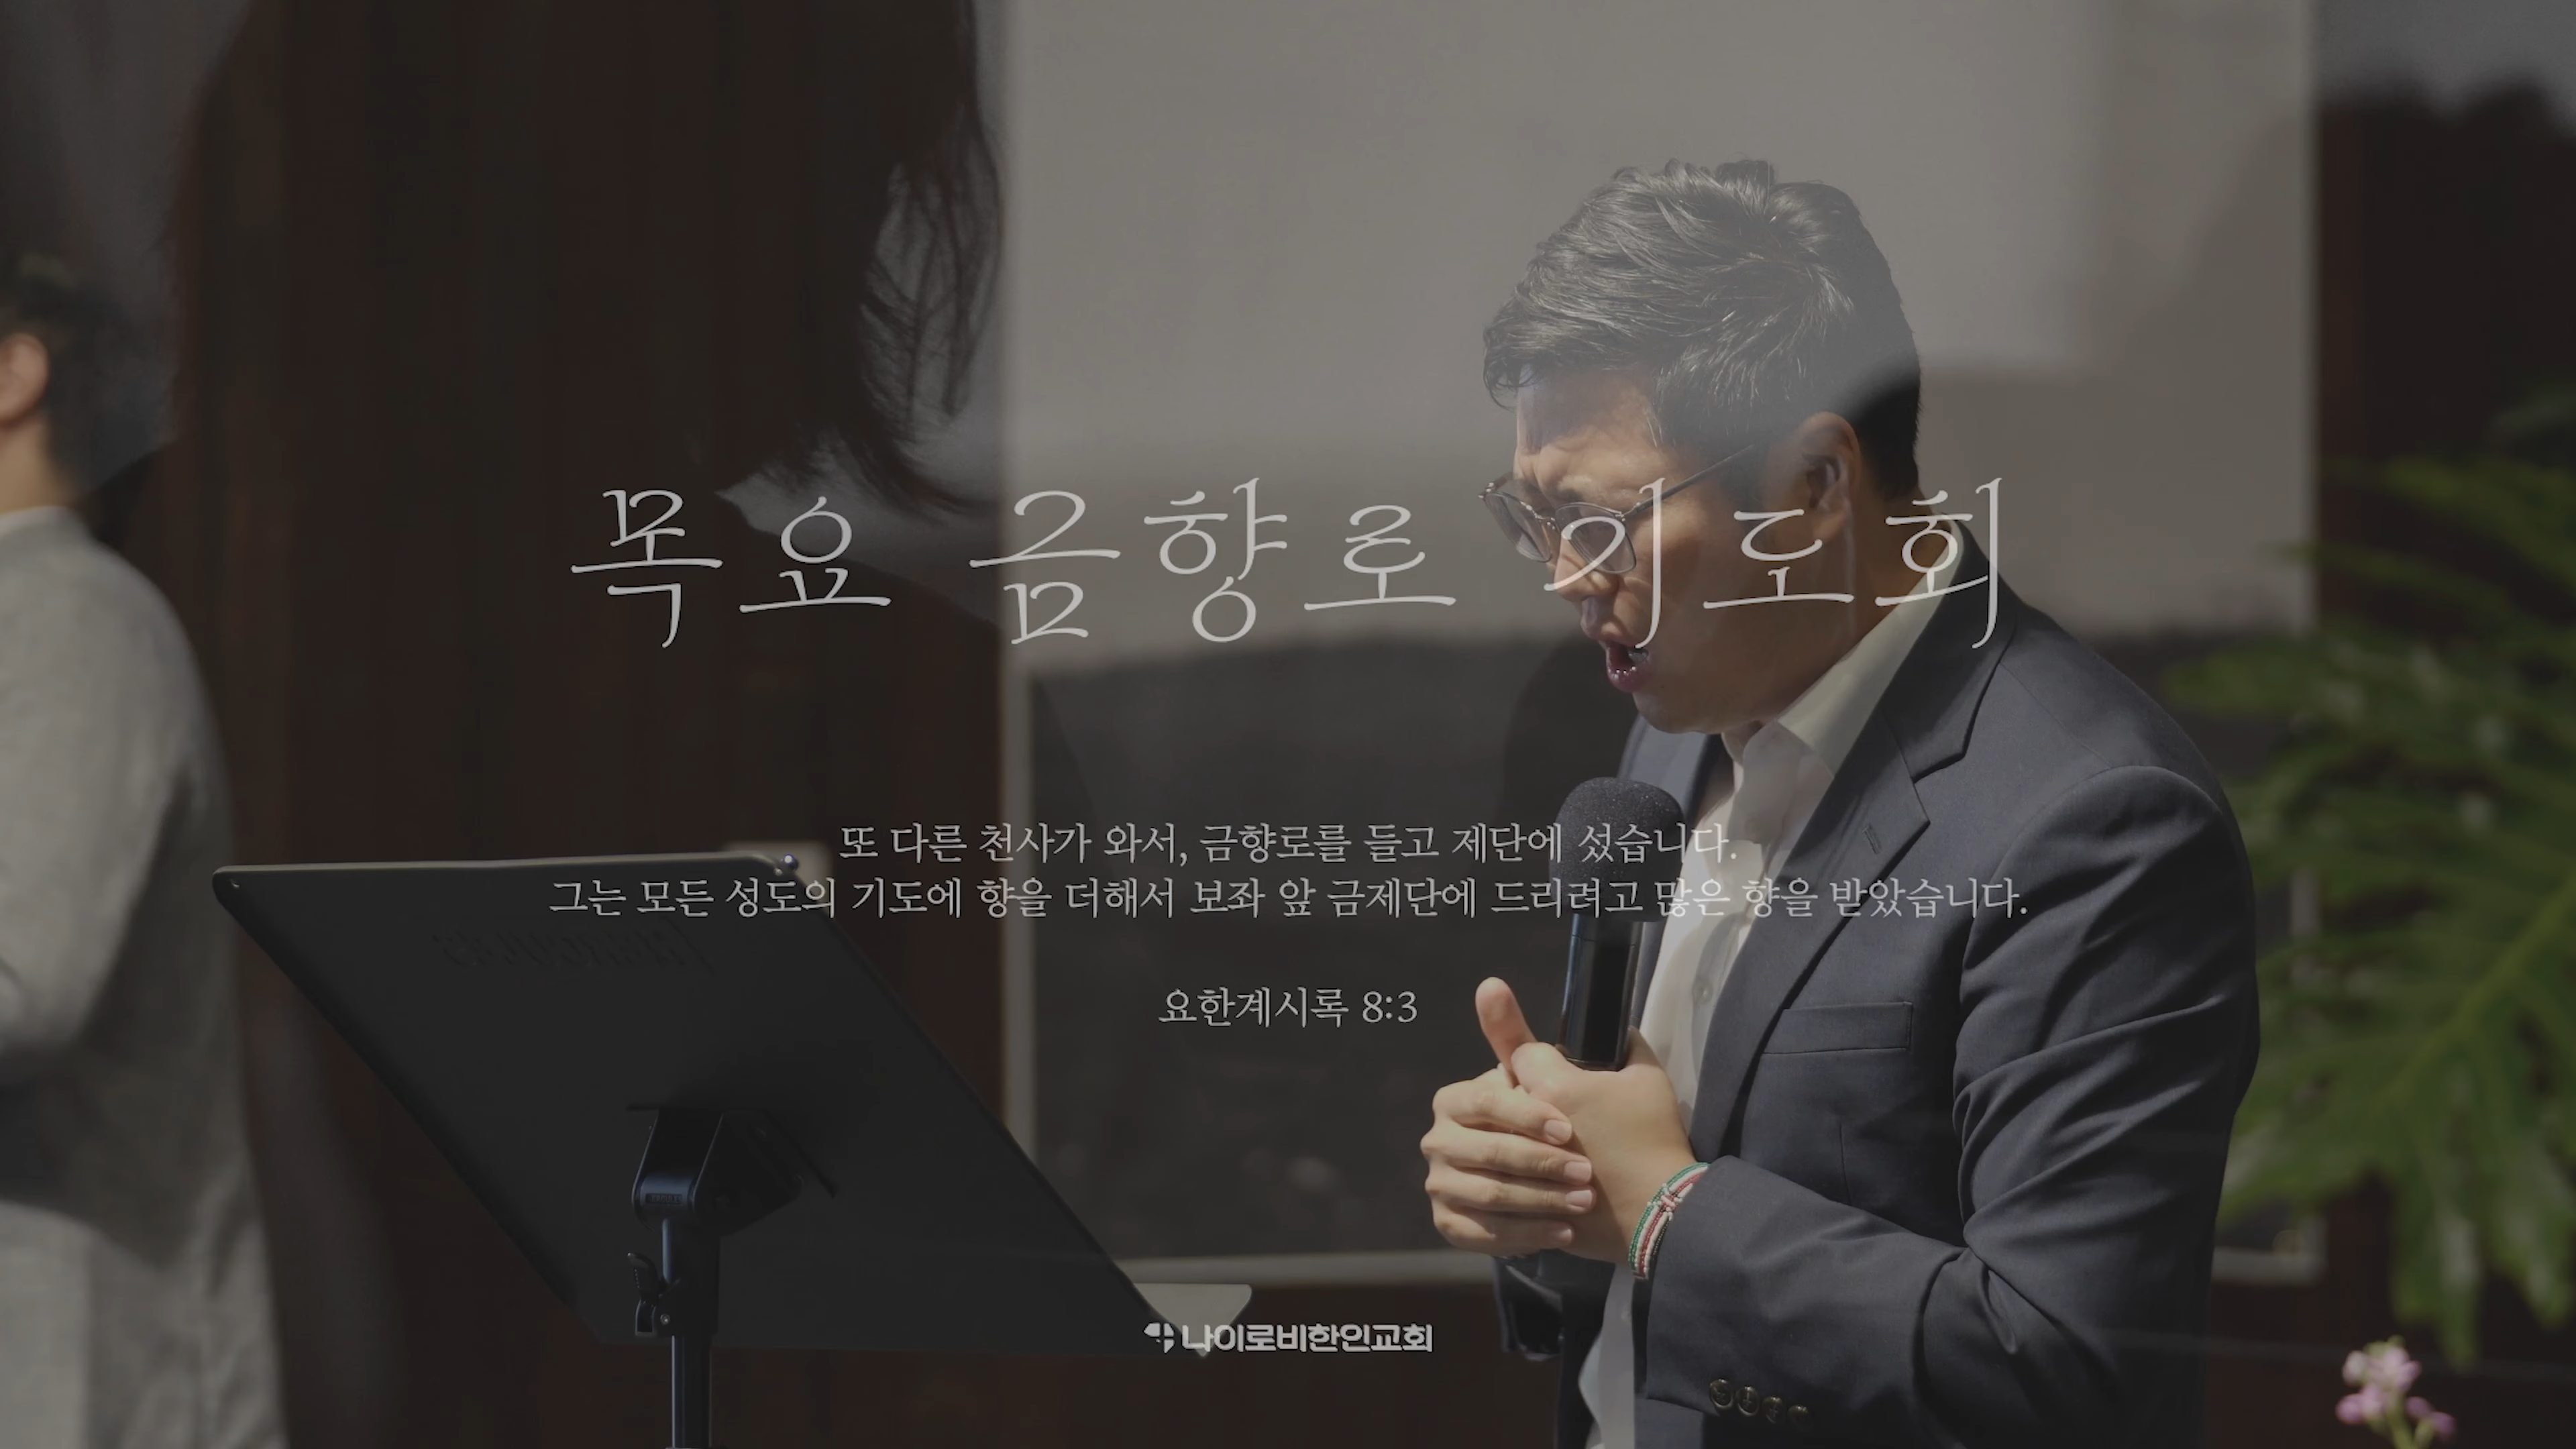 목요 금향로 기도회
또 다른 천사가 와서, 금향로를 들고 제단에 섰습니다.
그는 모든 성도의 기도에 향을 더해서 보좌 앞 금제단에 드리려고 많은 향을 받았습니다.
요한계시록 8:3
나이로비한인교회